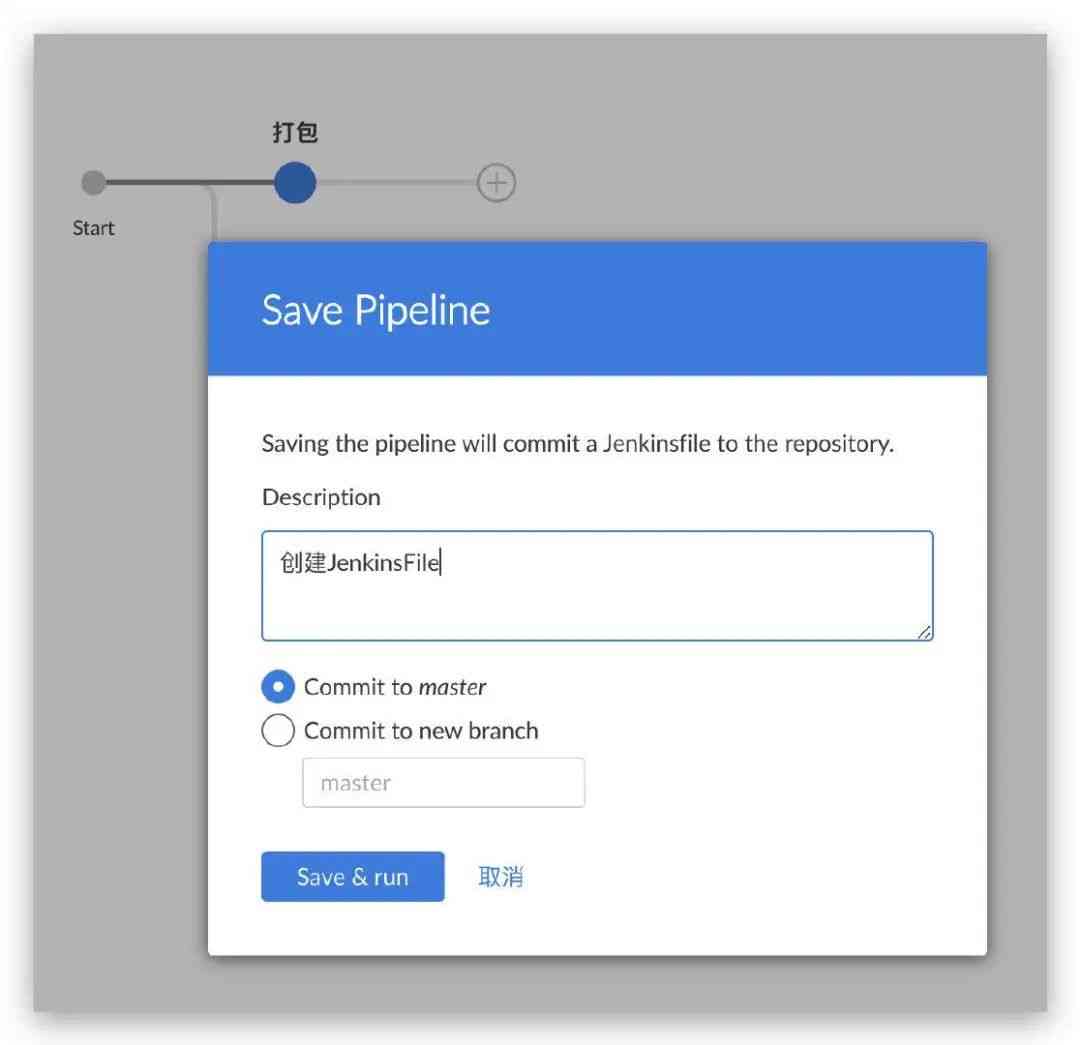 打包
Start
Save Pipeline
Saving the pipeline will commit a Jenkinsfile to the repository.
Description
创建JenkinsFile
Commit to master
Commit to new branch
master
Save & run
取消